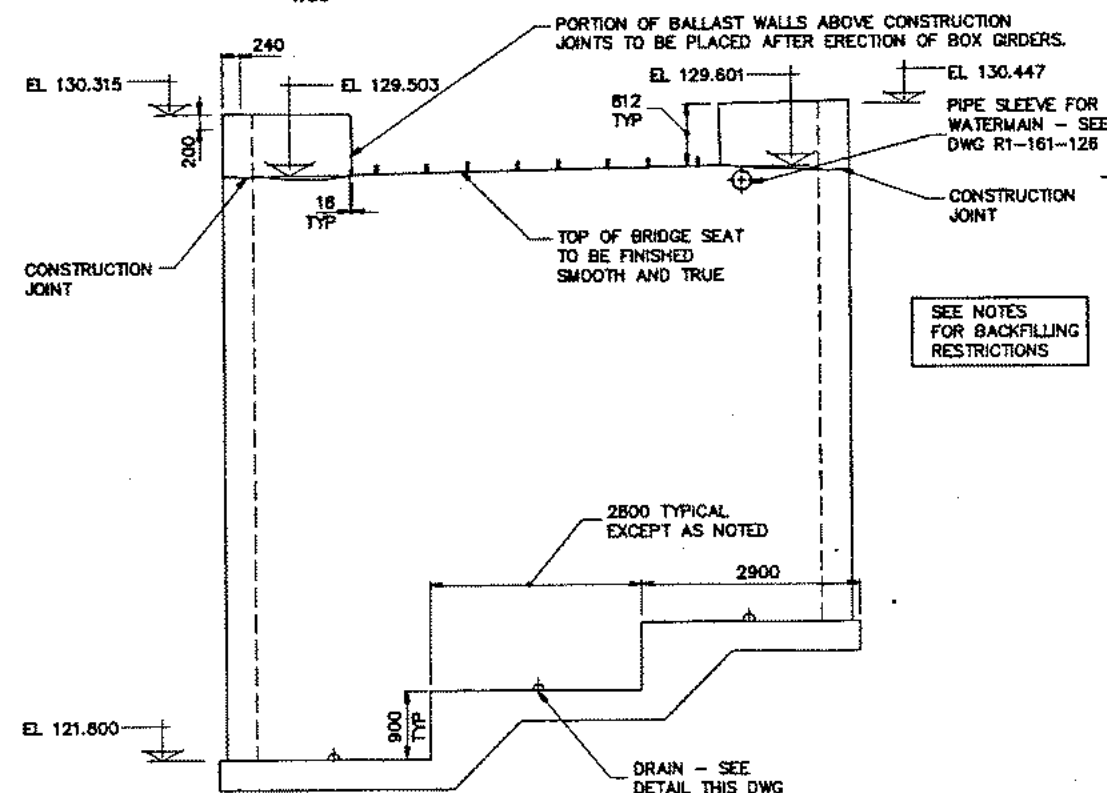 PORTION OF BALLAST WALLS ABOVE CONSTRUCTION
JOINTS TO BE PLACED AFTER ERECTION OF BOX GIRDERS.
240
EL 130.315
EL 129.503
EL 129.601
EL 130.447
812
TYP
PIPE SLEEVE FOR
WATERMAIN - SEE
DWG R1-161-126
200
16
TYP
CONSTRUCTION
JOINT
TOP OF BRIDGE SEAT
TO BE FINISHED
SMOOTH AND TRUE
CONSTRUCTION
JOINT
SEE NOTES
FOR BACKFILLING
RESTRICTIONS
2800 TYPICAL
EXCEPT AS NOTED
2900
EL 121.800
900
TYP
DRAIN - SEE
DETAIL THIS DWG